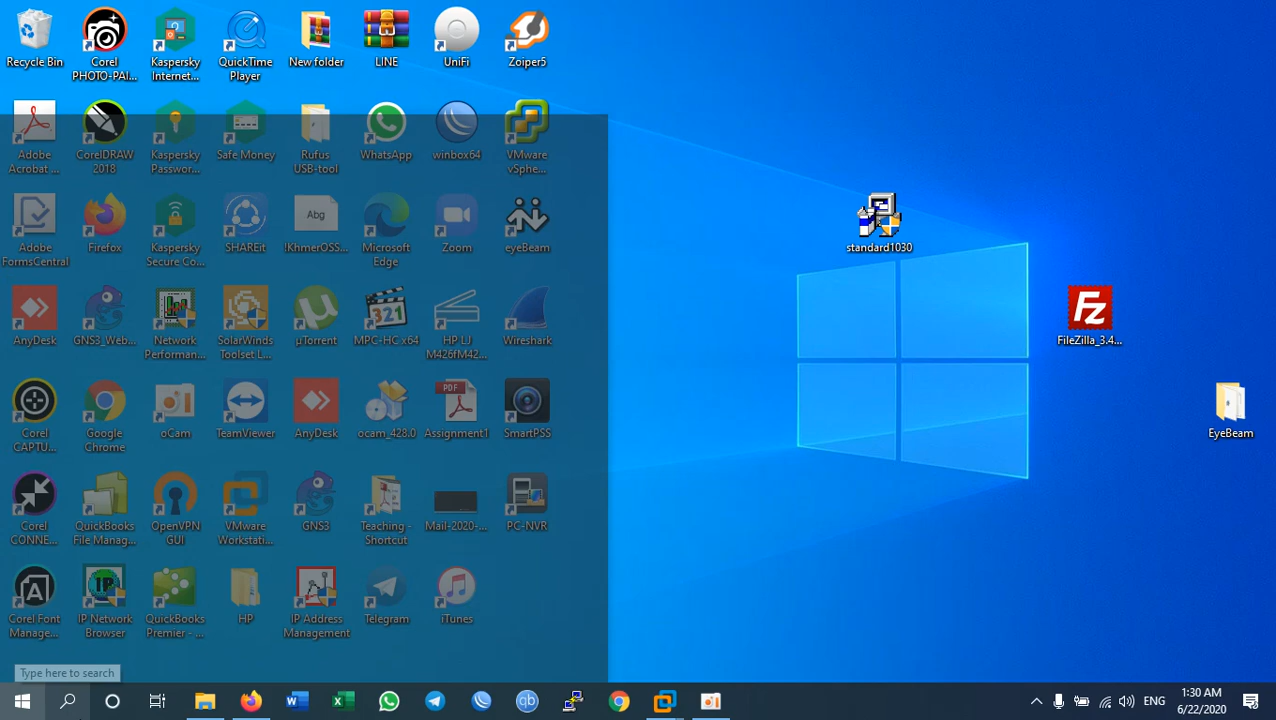 Recycle Bin
Corel
PHOTO-PAI...
Kaspersky
Internet...
QuickTime
Player
New folder
LINE
UniFi
Zoiper5
Adobe
Acrobat ...
CorelDRAW
2018
Kaspersky
Passwor...
Safe Money
Rufus
USB-tool
WhatsApp
winbox64
VMware
vSphe...
Adobe
FormsCentral
Firefox
Kaspersky
Secure Co...
SHAREit
Abg
!KhmerOSS...
Microsoft
Edge
Zoom
eyeBeam
standard1030
AnyDesk
GNS3_Web...
Network
Performan...
SolarWinds
Toolset L...
µTorrent
321
MPC-HC x64
HP LJ
M426fM42...
Wireshark
FZ
FileZilla_3.4...
Corel
CAPTU...
Google
Chrome
oCam
TeamViewer
AnyDesk
ocam_428.0
PDF
Assignment1
SmartPSS
EyeBeam
Corel
CONNE...
QuickBooks
File Manag...
OpenVPN
GUI
VMware
Workstati...
GNS3
Teaching -
Shortcut
Mail-2020-...
PC-NVR
Corel Font
Manage...
IP
IP Network
Browser
QuickBooks
Premier - ...
HP
IP Address
Management
Telegram
iTunes
Type here to search
ENG
1:30 AM
6/22/2020